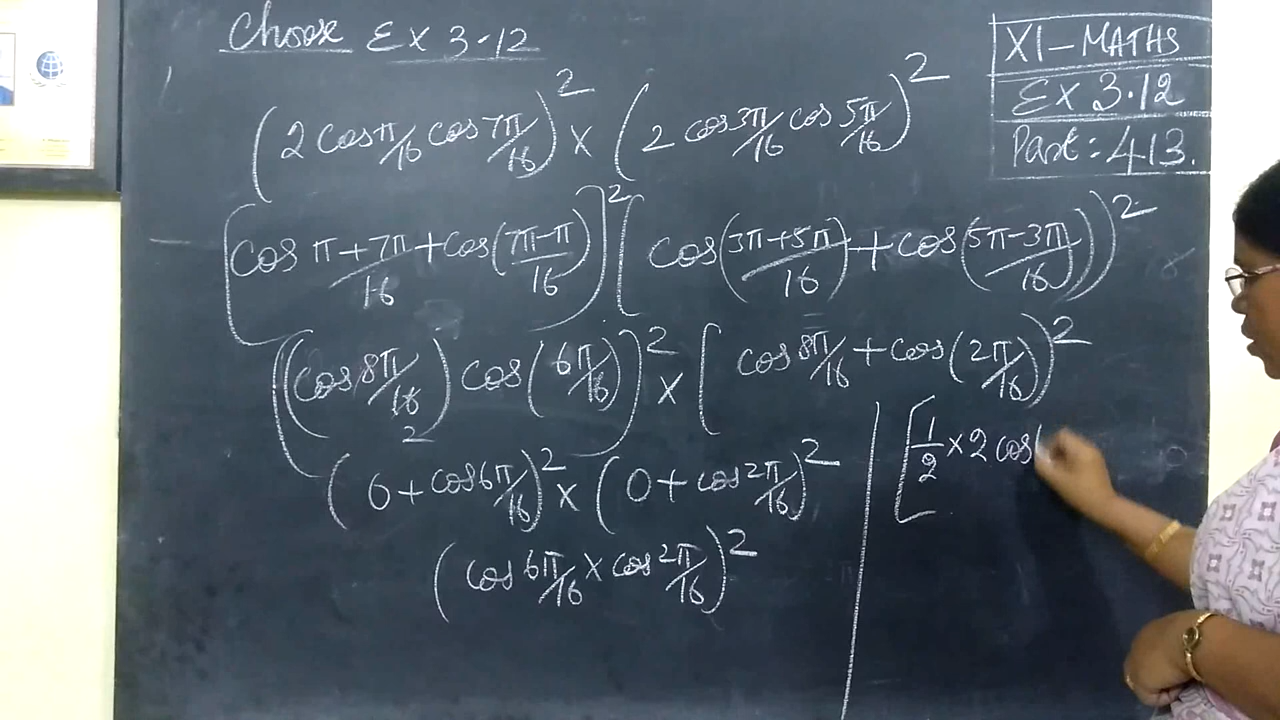 Choose Ex 3.12
XI-MATHS
Ex 3.12
Part: 413.
(2 cos π/16 cos 7π/16)² × (2 cos 3π/16 cos 5π/16)²
(cos π+7π/16 + cos(7π-π/16))² (cos(3π+5π/16) + cos(5π-3π/16))²
((cos 8π/16 2) cos(6π/16))² × (cos 8π/16 + cos(2π/16))²
(0 + cos 6π/16)² × (0 + cos 2π/16)²
(cos 6π/16 × cos 2π/16)²
[1/2 × 2 cos(